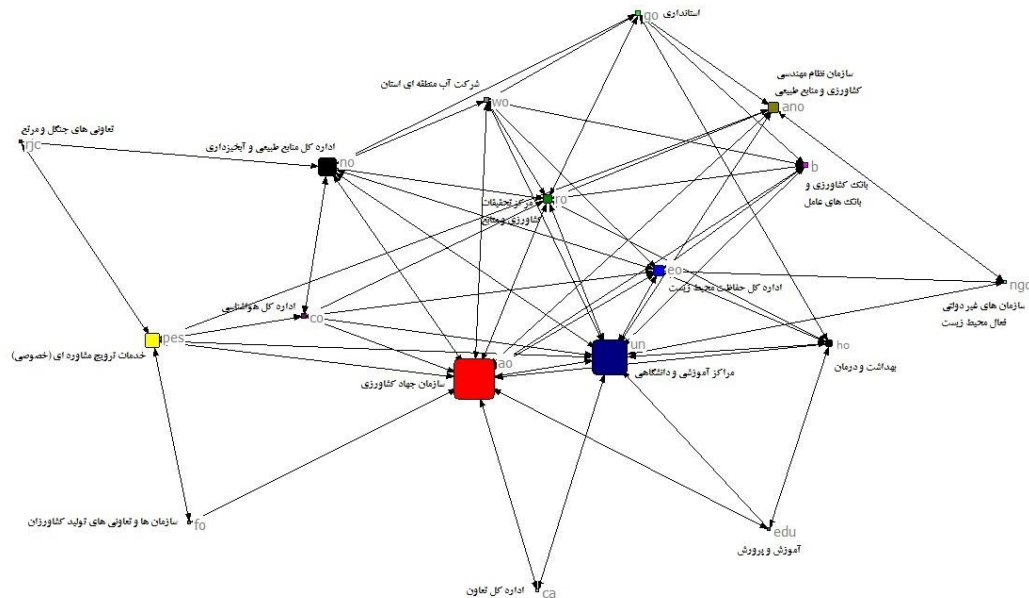 go
استانداری
سازمان نظام مهندسی
کشاورزی و منابع طبیعی
ano
شرکت آب منطقه ای استان
wo
تعاونی های جنگل و مرتع
rjc
اداره کل منابع طبیعی و آبخیزداری
no
b
بانک کشاورزی و
بانک های عامل
ro
مرکز تحقیقات
کشاورزی و منابع
eo
اداره کل حفاظت محیط زیست
ngo
سازمان های غیر دولتی
فعال محیط زیست
اداره کل هواشناسی
co
pes
خدمات ترویج مشاوره ای (خصوصی)
un
مراکز آموزشی و دانشگاهی
ao
سازمان جهاد کشاورزی
ho
بهداشت و درمان
سازمان ها و تعاونی های تولید کشاورزان
fo
edu
آموزش و پرورش
اداره کل تعاون
ca